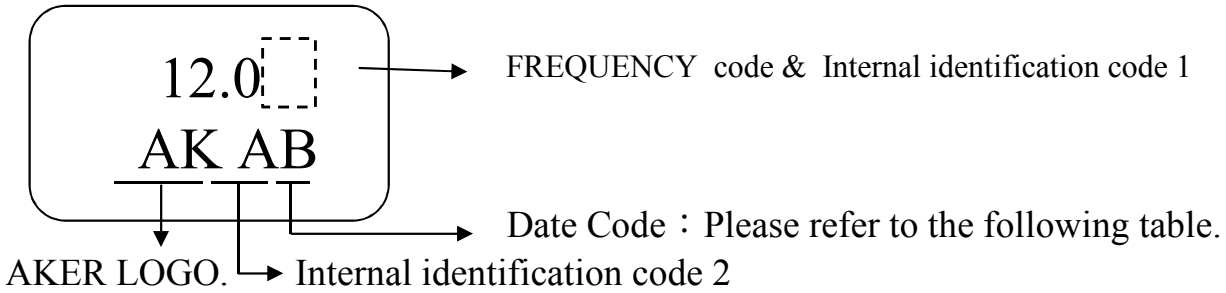 12.0 FREQUENCY code & Internal identification code 1
AK AB
Date Code：Please refer to the following table.
AKER LOGO. Internal identification code 2